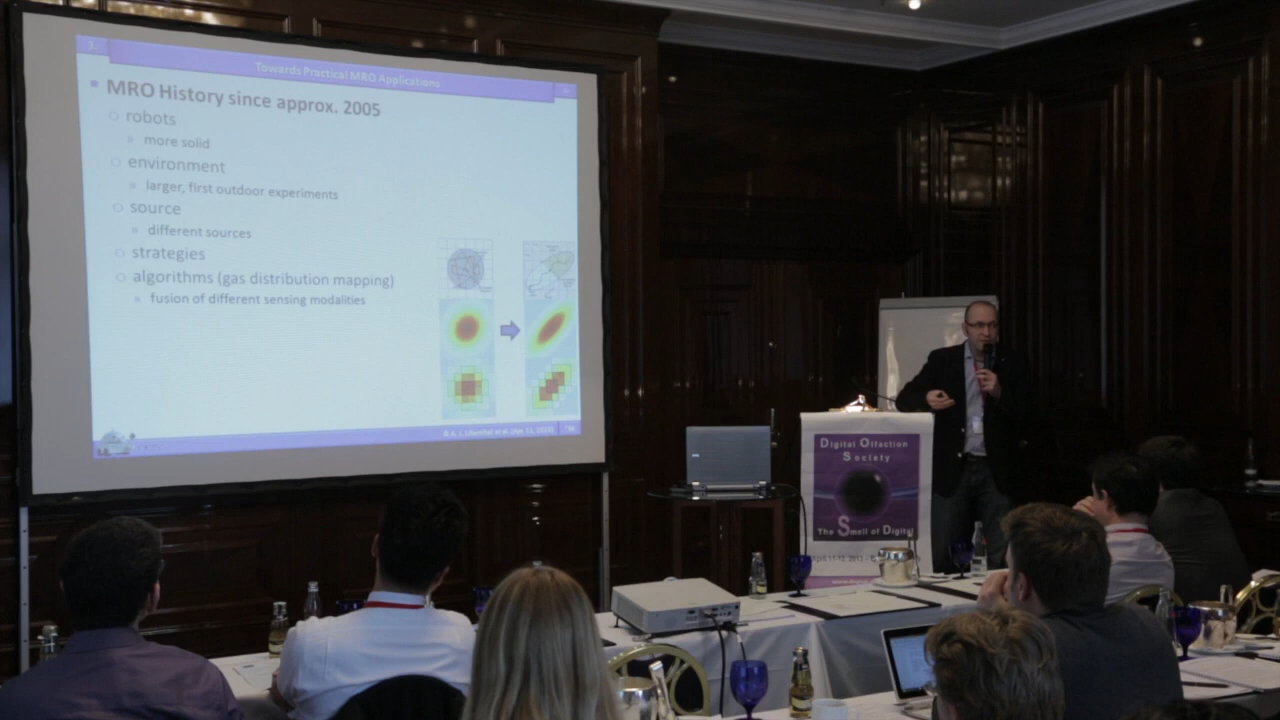 3.
Towards Practical MRO Applications
MRO History since approx. 2005
robots
more solid
environment
larger, first outdoor experiments
source
different sources
strategies
algorithms (gas distribution mapping)
fusion of different sensing modalities
Digital Olfaction
Society
The Smell of Digital